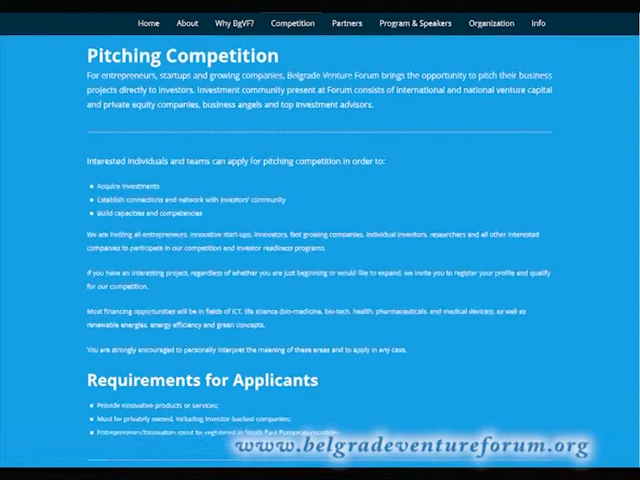 Home About Why BgVF? Competition Partners Program & Speakers Organization Info
Pitching Competition
For entrepreneurs, startups and growing companies, Belgrade Venture Forum brings the opportunity to pitch their business
projects directly to investors. Investment community present at Forum consists of international and national venture capital
and private equity companies, business angels and top investment advisors.
Interested individuals and teams can apply for pitching competition in order to:
Acquire investments
Establish connections and network with investors' community
Build capacities and competencies
We are inviting all entrepreneurs, innovative start-ups, innovators, fast growing companies, individual inventors, researchers and all other interested
companies to participate in our competition and investor readiness programs.
If you have an interesting project, regardless of whether you are just beginning or would like to expand, we invite you to register your profile and qualify
for our competition.
Most financing opportunities will be in fields of ICT, life science (bio-medicine, bio-tech, health, pharmaceuticals, and medical devices), as well as
renewable energies, energy efficiency and green concepts.
You are strongly encouraged to personally interpret the meaning of these areas and to apply in any case.
Requirements for Applicants
Provide innovative products or services;
Must be privately owned, including investor-backed companies;
Entrepreneurs/Innovators must be registered in South East European countries
www.belgradeventureforum.org